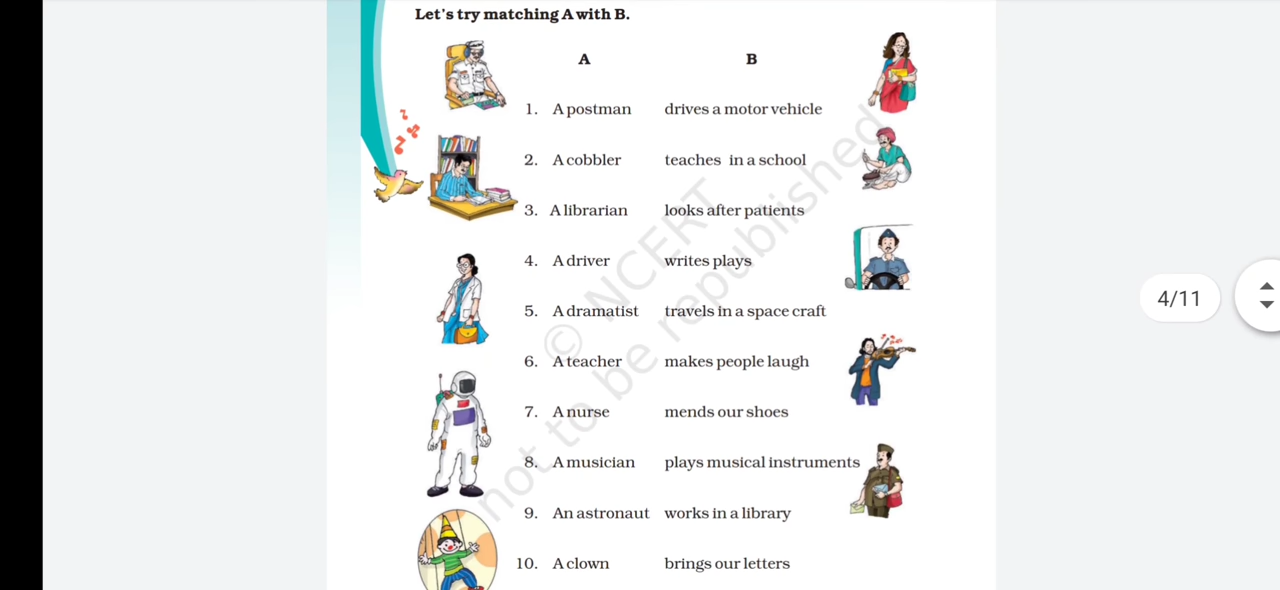 Let's try matching A with B.
A B
1. A postman drives a motor vehicle
2. A cobbler teaches in a school
3. A librarian looks after patients
4. A driver writes plays
5. A dramatist travels in a space craft
6. A teacher makes people laugh
7. A nurse mends our shoes
8. A musician plays musical instruments
9. An astronaut works in a library
10. A clown brings our letters
© NCERT
not to be republished
4/11